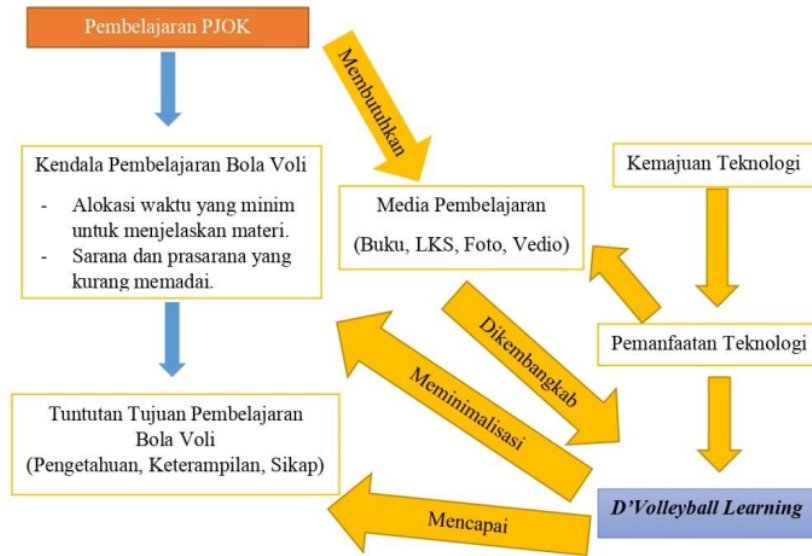 Pembelajaran PJOK
Membutuhkan
Kendala Pembelajaran Bola Voli
- Alokasi waktu yang minim
untuk menjelaskan materi.
- Sarana dan prasarana yang
kurang memadai.
Media Pembelajaran
(Buku, LKS, Foto, Vedio)
Kemajuan Teknologi
Pemanfaatan Teknologi
Dikembangkab
Meminimalisasi
Tuntutan Tujuan Pembelajaran
Bola Voli
(Pengetahuan, Keterampilan, Sikap)
Mencapai
D’Volleyball Learning